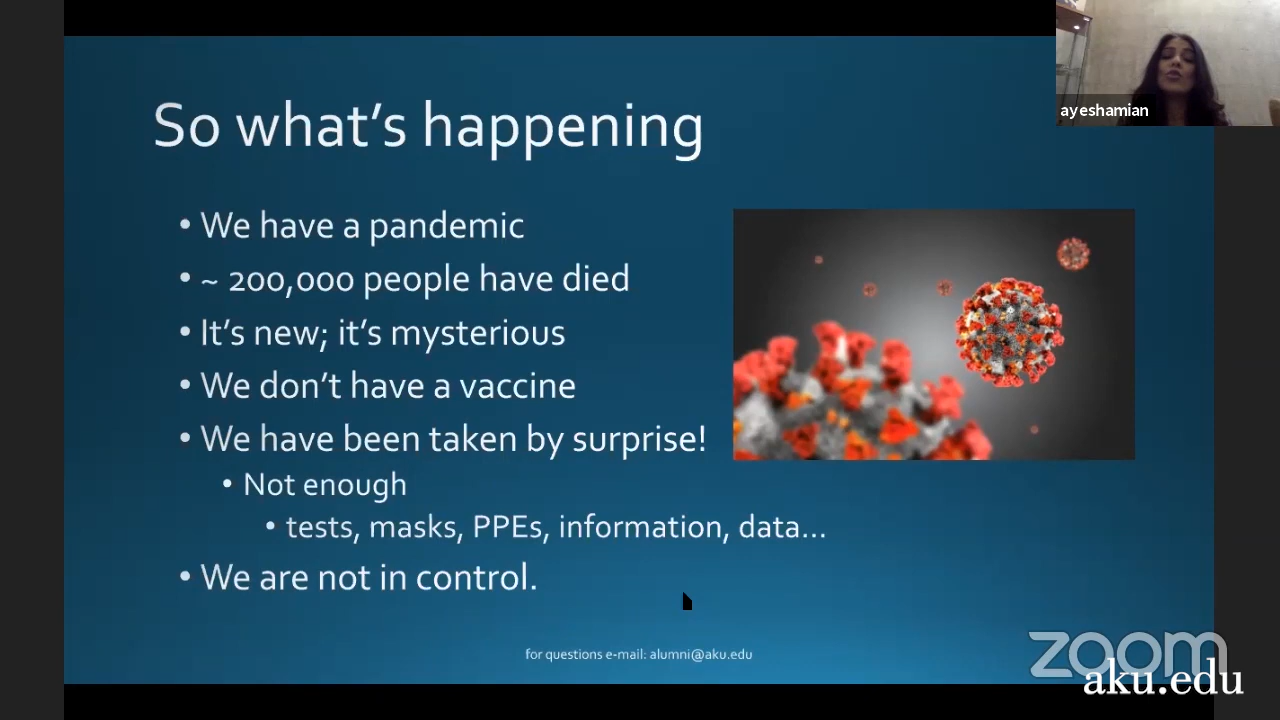 ayeshamian
So what's happening
• We have a pandemic
• ~ 200,000 people have died
• It's new; it's mysterious
• We don't have a vaccine
• We have been taken by surprise!
• Not enough
• tests, masks, PPEs, information, data...
• We are not in control.
for questions e-mail: alumni@aku.edu
zoom
aku.edu